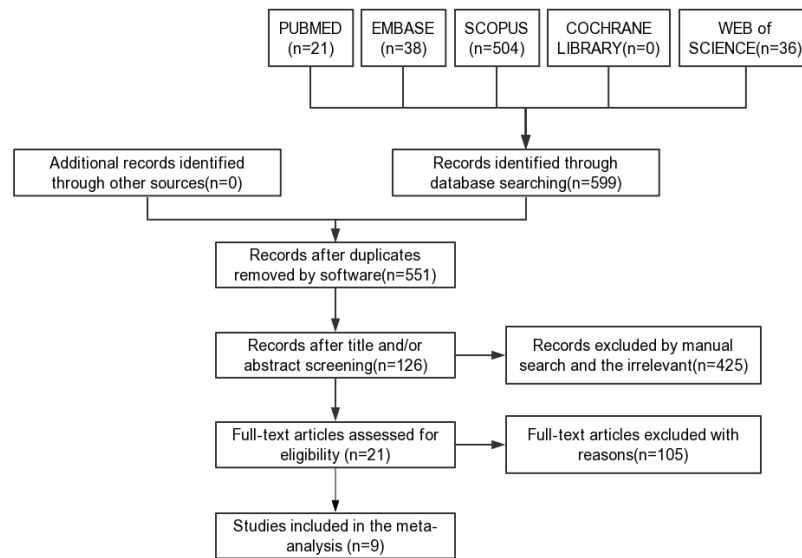 PUBMED
(n=21)
EMBASE
(n=38)
SCOPUS
(n=504)
COCHRANE
LIBRARY(n=0)
WEB of
SCIENCE(n=36)
Additional records identified
through other sources(n=0)
Records identified through
database searching(n=599)
Records after duplicates
removed by software(n=551)
Records after title and/or
abstract screening(n=126)
Records excluded by manual
search and the irrelevant(n=425)
Full-text articles assessed for
eligibility (n=21)
Full-text articles excluded with
reasons(n=105)
Studies included in the meta-
analysis(n=9)